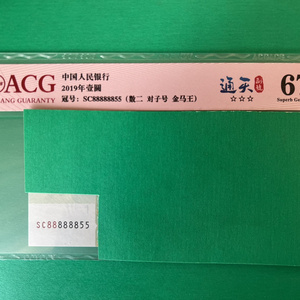 ACG
ANG GUARANTY
中国人民银行
2019年壹圆
冠号：SC88888855（数二 对子号 金马王）
通天
☆☆☆
67
Superb Ge
SC88888855